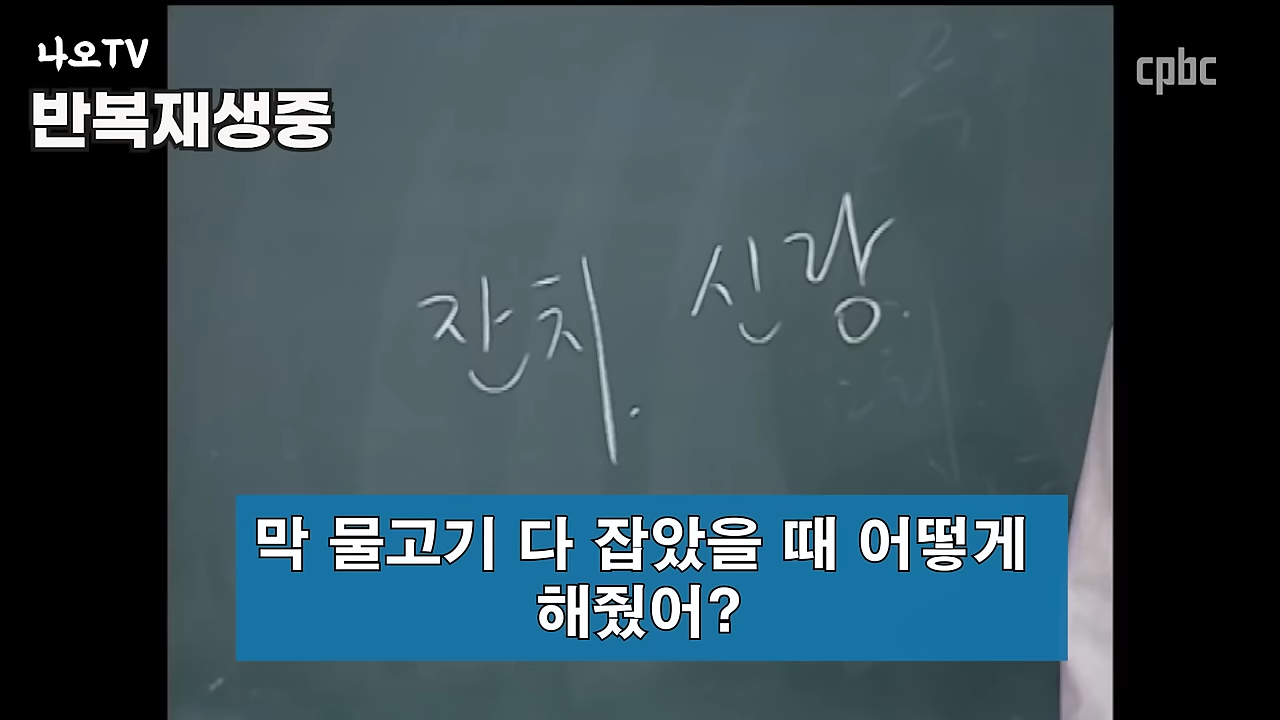 나오TV
반복재생중
cpbc
잔치. 신랑.
막 물고기 다 잡았을 때 어떻게
해줬어?